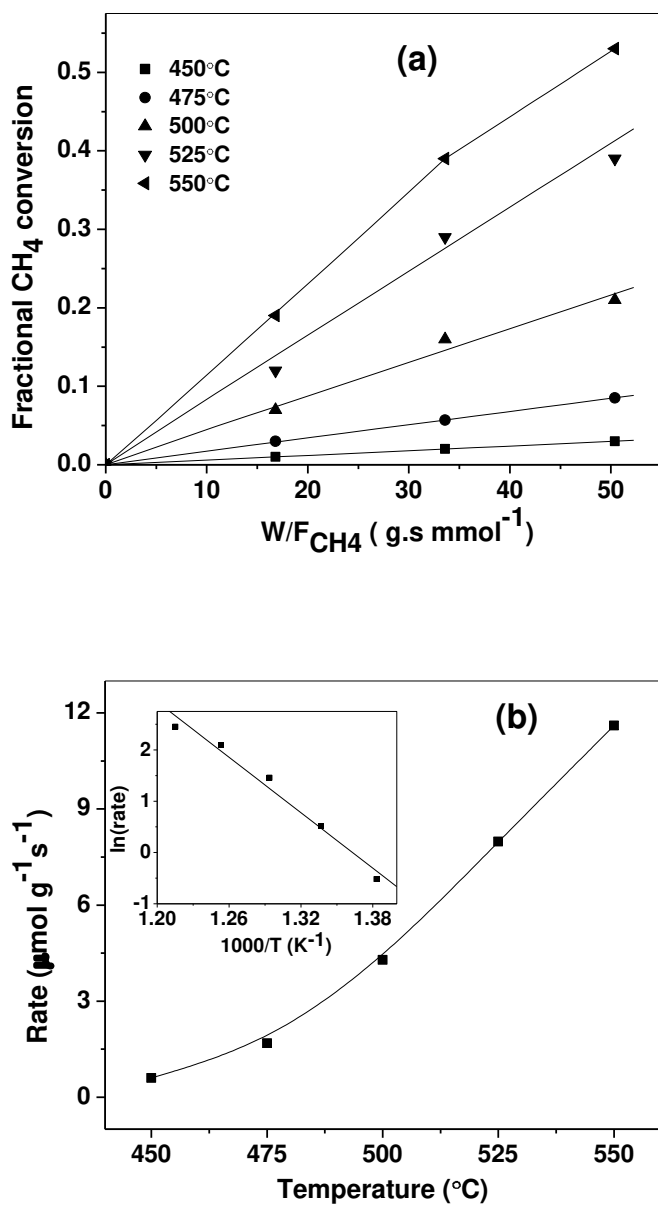 (a)
450°C
475°C
500°C
525°C
550°C
Fractional CH4 conversion
0.5
0.4
0.3
0.2
0.1
0.0
0 10 20 30 40 50
W/FCH4 ( g.s mmol-1)
(b)
Rate (μmol g-1 s-1)
12
9
6
3
0
ln(rate)
2
1
0
-1
1.20 1.26 1.32 1.38
1000/T (K-1)
450 475 500 525 550
Temperature (°C)